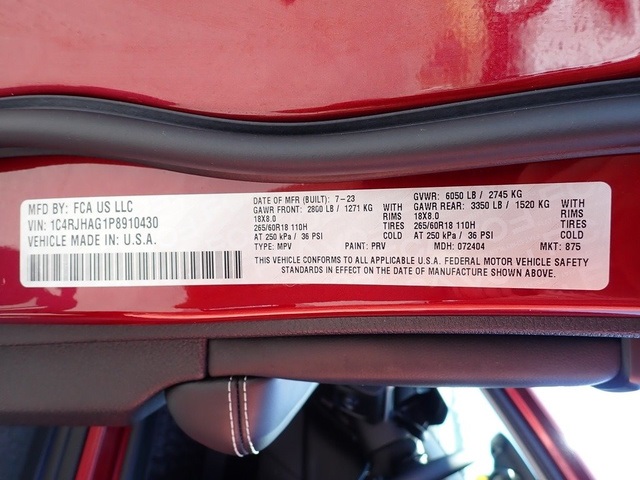 MFD BY: FCA US LLC
VIN: 1C4RJHAG1P8910430
VEHICLE MADE IN U.S.A.
DATE OF MFR (BUILT): 7-23
GAWR FRONT: 2800 LB / 1271 KG WITH
18X8.0 RIMS
265/60R18 110H TIRES
AT 250 kPa / 36 PSI COLD
TYPE: MPV PAINT: PRV
GVWR: 6050 LB / 2745 KG
GAWR REAR: 3350 LB / 1520 KG WITH
18X8.0 RIMS
265/60R18 110H TIRES
AT 250 kPa / 36 PSI COLD
MDH: 072404 MKT: 875
THIS VEHICLE CONFORMS TO ALL APPLICABLE U.S.A. FEDERAL MOTOR VEHICLE SAFETY
STANDARDS IN EFFECT ON THE DATE OF MANUFACTURE SHOWN ABOVE.